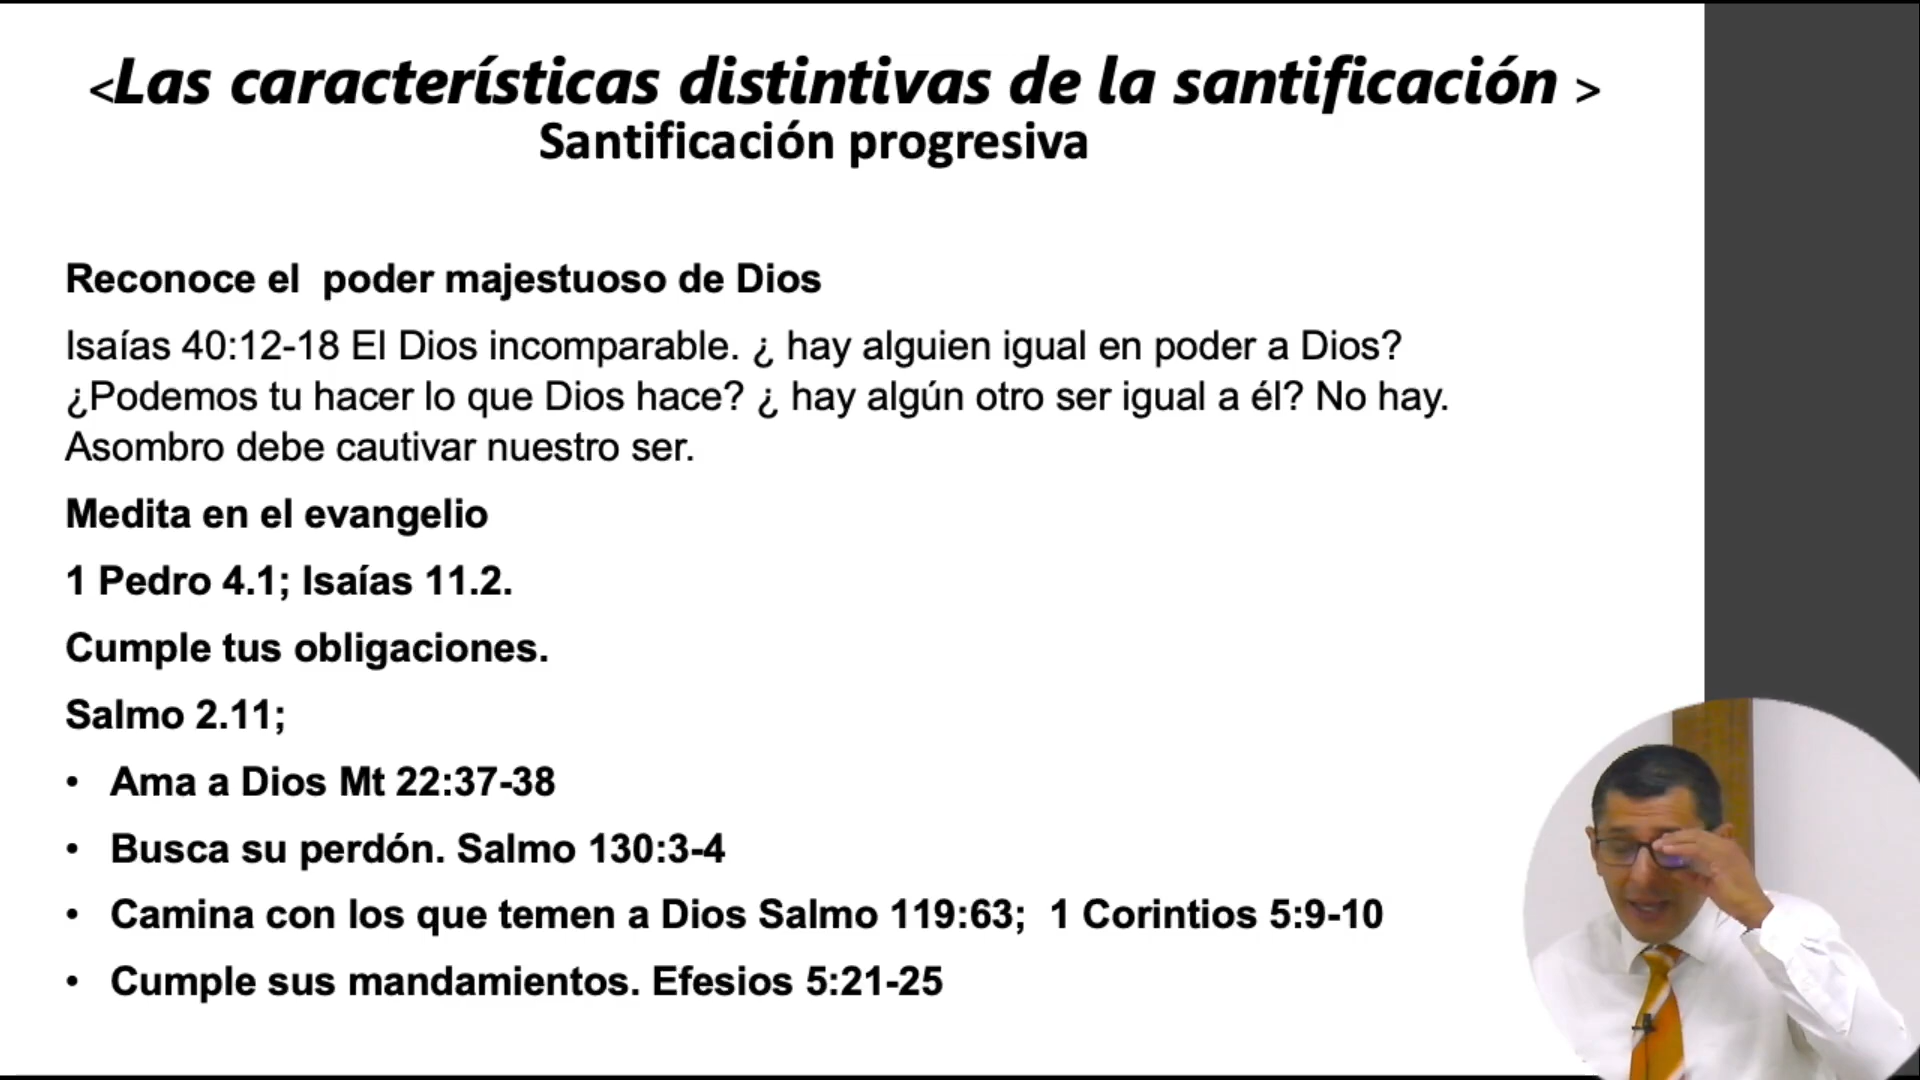 <Las características distintivas de la santificación >
Santificación progresiva
Reconoce el  poder majestuoso de Dios
Isaías 40:12-18 El Dios incomparable. ¿ hay alguien igual en poder a Dios?
¿Podemos tu hacer lo que Dios hace? ¿ hay algún otro ser igual a él? No hay.
Asombro debe cautivar nuestro ser.
Medita en el evangelio
1 Pedro 4.1; Isaías 11.2.
Cumple tus obligaciones.
Salmo 2.11;
• Ama a Dios Mt 22:37-38
• Busca su perdón. Salmo 130:3-4
• Camina con los que temen a Dios Salmo 119:63;  1 Corintios 5:9-10
• Cumple sus mandamientos. Efesios 5:21-25